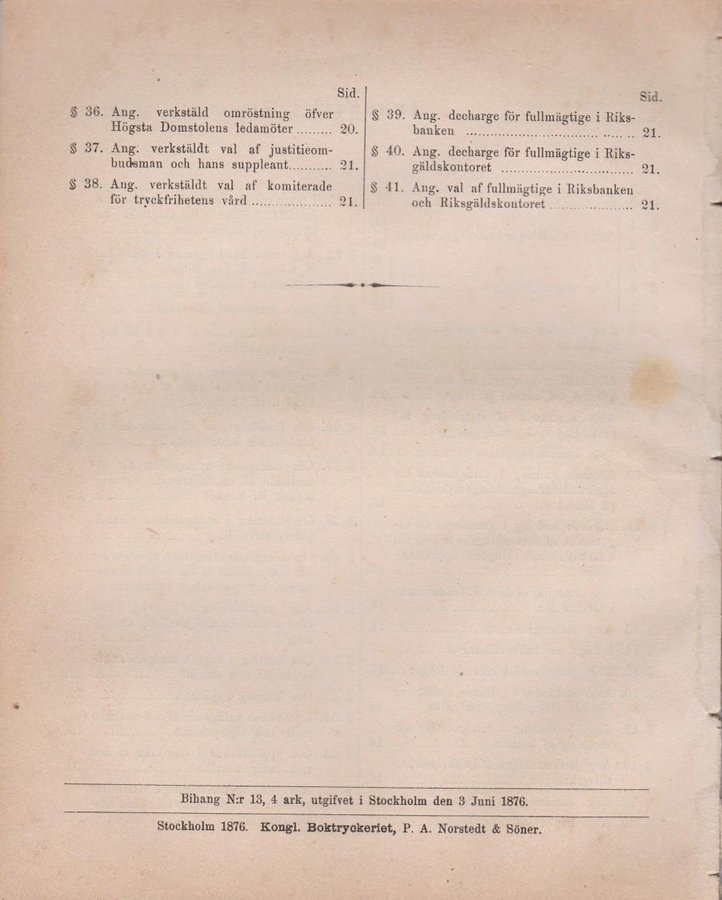 Sid.
§ 36. Ang. verkstäld omröstning öfver
Högsta Domstolens ledamöter ......... 20.
§ 37. Ang. verkstäldt val af justitieom-
budsman och hans suppleant........... 21.
§ 38. Ang. verkstäldt val af komiterade
för tryckfrihetens vård .................... 21.
Sid.
§ 39. Ang. decharge för fullmägtige i Riks-
banken ........................................ 21.
§ 40. Ang. decharge för fullmägtige i Riks-
gäldskontoret ............................... 21.
§ 41. Ang. val af fullmägtige i Riksbanken
och Riksgäldskontoret..................... 21.
Bihang N:r 13, 4 ark, utgifvet i Stockholm den 3 Juni 1876.
Stockholm 1876. Kongl. Boktryckeriet, P. A. Norstedt & Söner.